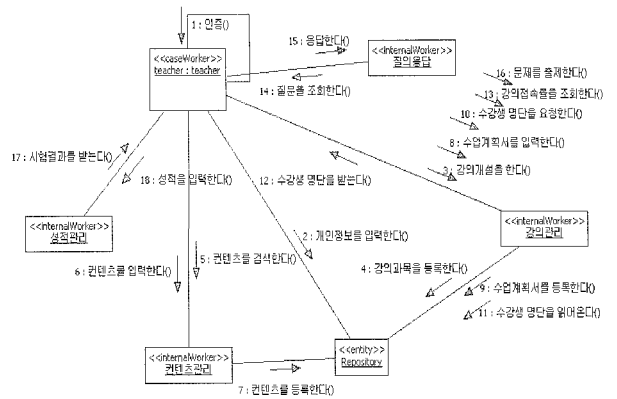 1 : 인증()
15 : 응답한다()
<<caseWorker>>
teacher : teacher
<<internalWorker>>
질의응답
14 : 질문을 조회한다()
16 : 문제를 출제한다()
13 : 강의접속률을 조회한다()
10 : 수강생 명단을 요청한다()
8 : 수업계획서를 입력한다()
3 : 강의개설을 한다()
17 : 시험결과를 받는다()
18 : 성적을 입력한다()
12 : 수강생 명단을 받는다()
<<internalWorker>>
성적관리
<<internalWorker>>
강의관리
2 : 개인정보를 입력한다()
5 : 컨텐츠를 검색한다()
6 : 컨텐츠를 입력한다()
4 : 강의과목을 등록한다()
9 : 수업계획서를 등록한다()
11 : 수강생 명단을 읽어온다()
<<internalWorker>>
컨텐츠관리
<<entity>>
Repository
7 : 컨텐츠를 등록한다()